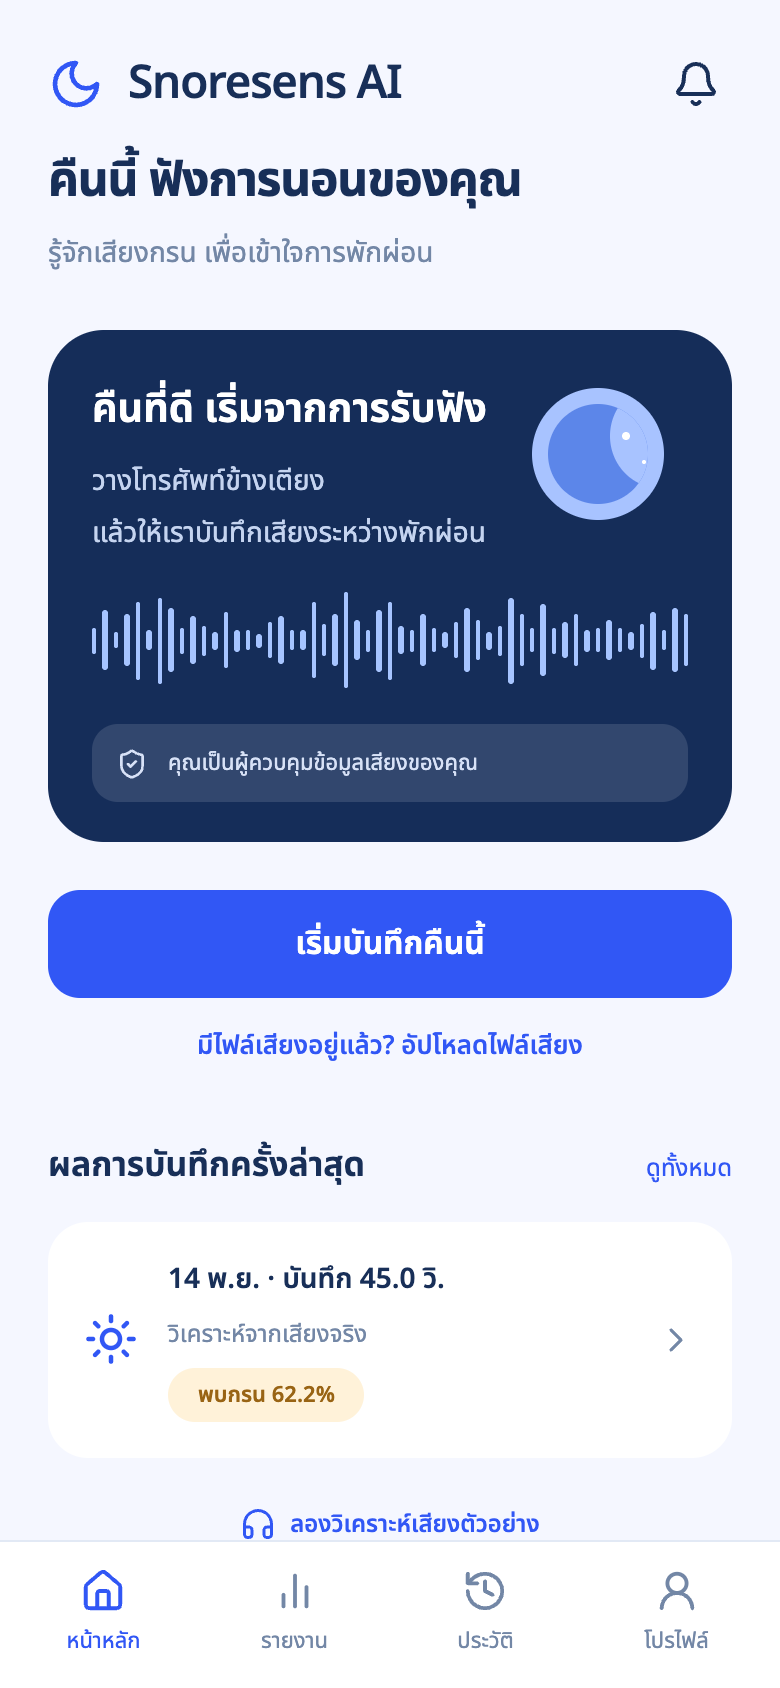 Snoresens AI
คืนนี้ ฟังการนอนของคุณ
รู้จักเสียงกรน เพื่อเข้าใจการพักผ่อน
คืนที่ดี เริ่มจากการรับฟัง
วางโทรศัพท์ข้างเตียง
แล้วให้เราบันทึกเสียงระหว่างพักผ่อน
คุณเป็นผู้ควบคุมข้อมูลเสียงของคุณ
เริ่มบันทึกคืนนี้
มีไฟล์เสียงอยู่แล้ว? อัปโหลดไฟล์เสียง
ผลการบันทึกครั้งล่าสุด
ดูทั้งหมด
14 พ.ย. · บันทึก 45.0 วิ.
วิเคราะห์จากเสียงจริง
พบกรน 62.2%
ลองวิเคราะห์เสียงตัวอย่าง
หน้าหลัก
รายงาน
ประวัติ
โปรไฟล์